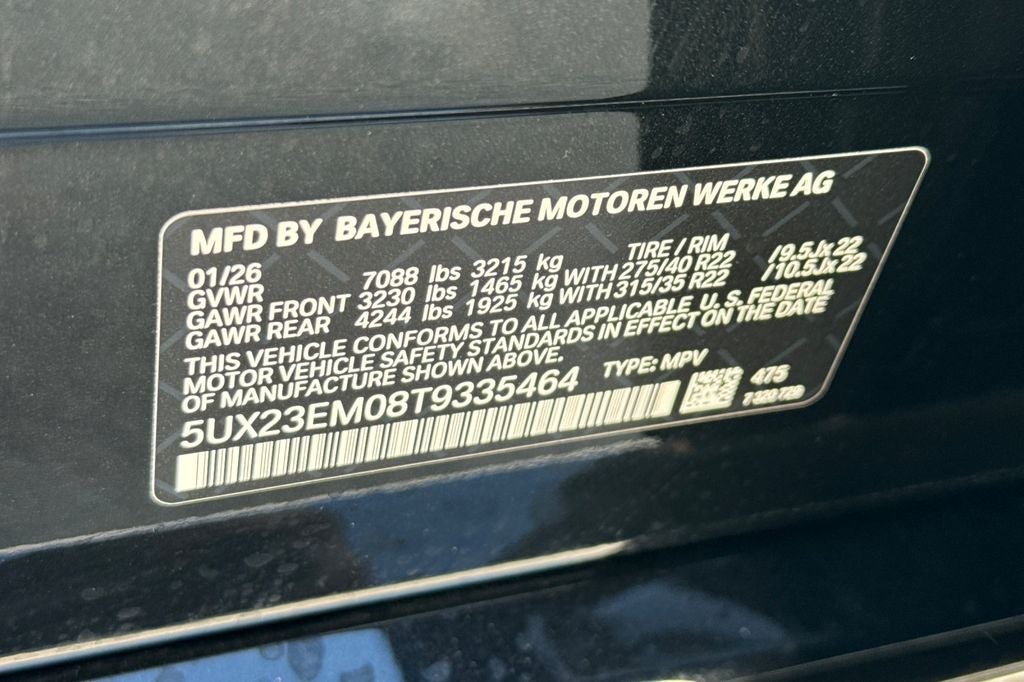 MFD BY BAYERISCHE MOTOREN WERKE AG
01/26 TIRE / RIM
GVWR 7088 lbs 3215 kg
GAWR FRONT 3230 lbs 1465 kg WITH 275/40 R22 /9.5Jx22
GAWR REAR 4244 lbs 1925 kg WITH 315/35 R22 /10.5Jx22
THIS VEHICLE CONFORMS TO ALL APPLICABLE U.S. FEDERAL
MOTOR VEHICLE SAFETY STANDARDS IN EFFECT ON THE DATE
OF MANUFACTURE SHOWN ABOVE.
5UX23EM08T9335464 TYPE: MPV
475